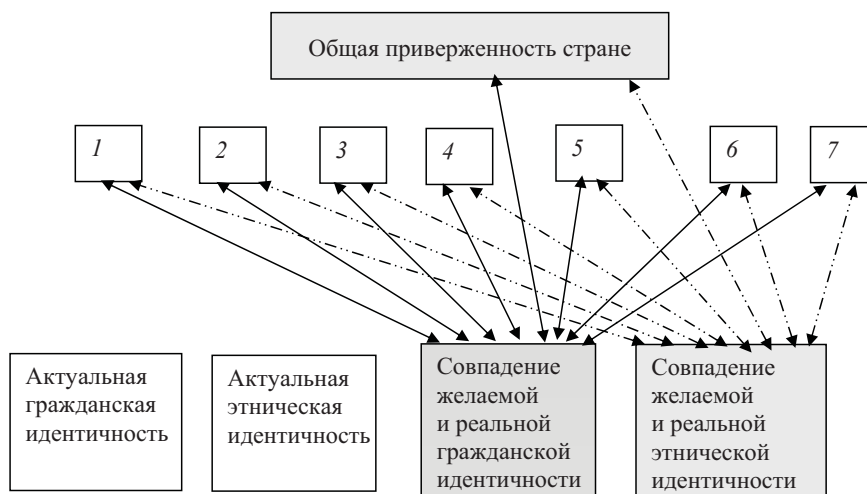 Общая приверженность стране
1 2 3 4 5 6 7
Актуальная
гражданская
идентичность
Актуальная
этническая
идентичность
Совпадение
желаемой
и реальной
гражданской
идентичности
Совпадение
желаемой
и реальной
этнической
идентичности